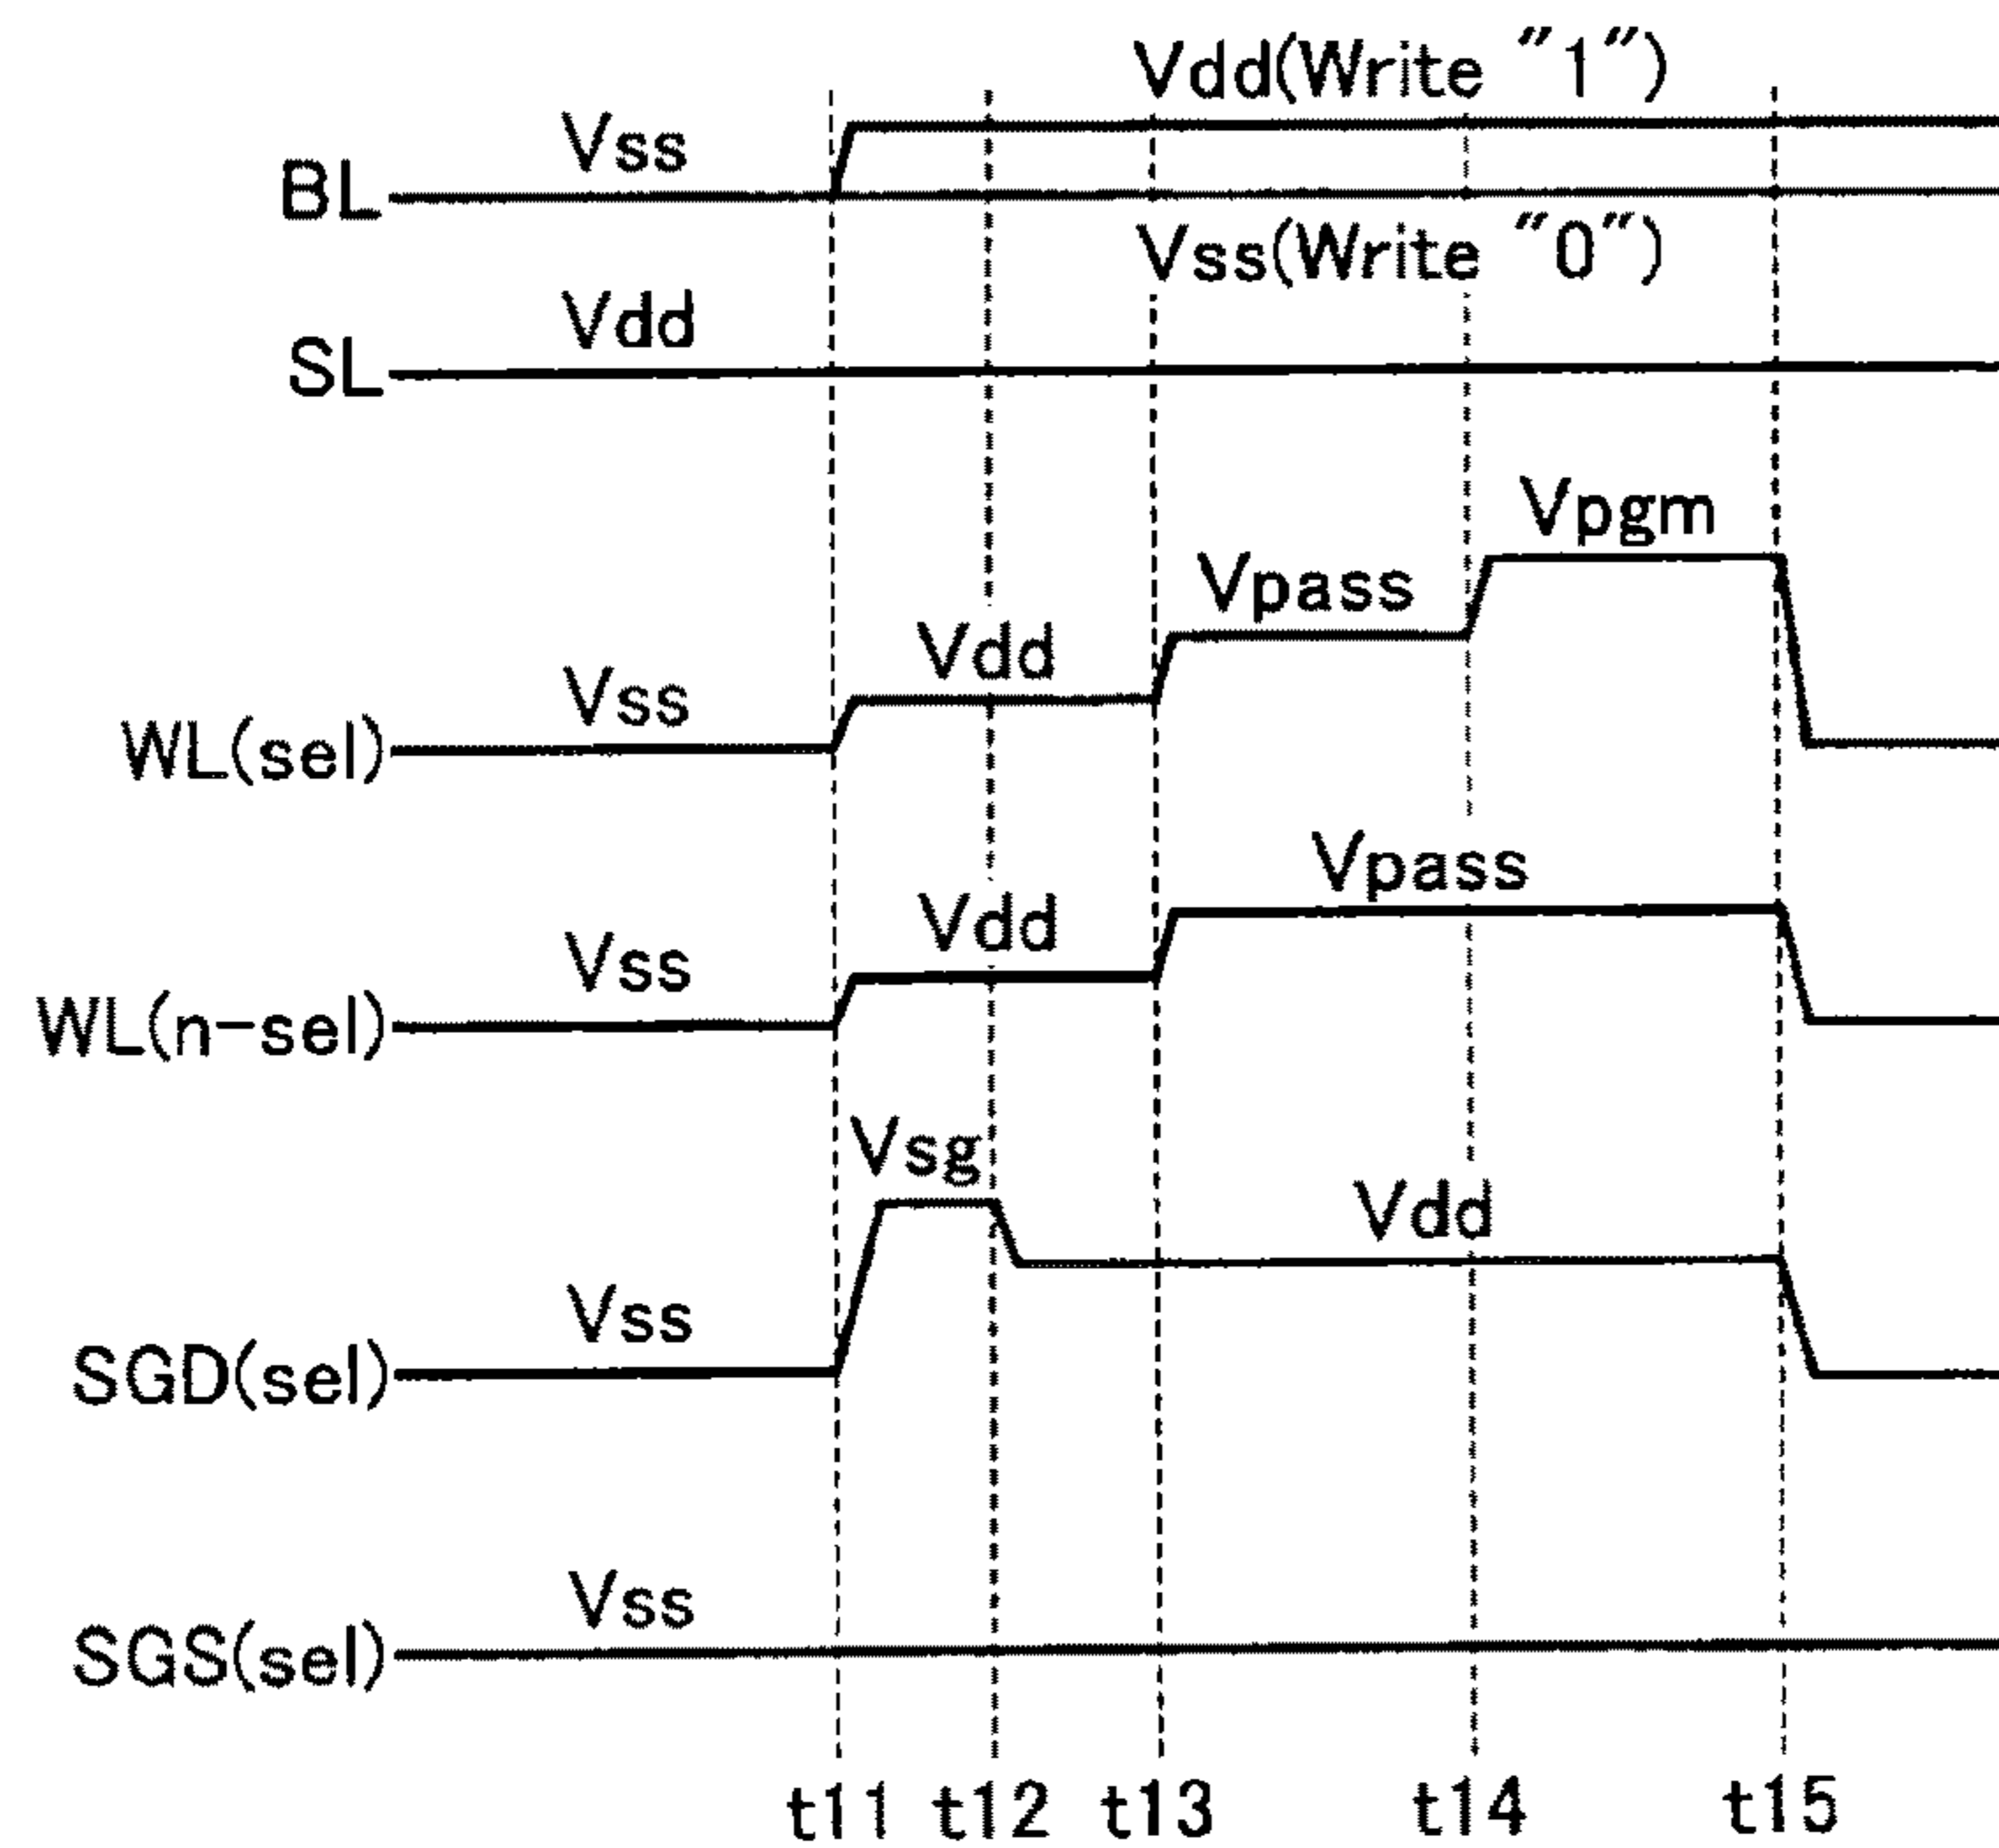 Vdd(Write "1")
Vss
BL
Vss(Write "0")
Vdd
SL
Vpgm
Vpass
Vdd
Vss
WL(sel)
Vpass
Vdd
Vss
WL(n-sel)
Vsg
Vdd
Vss
SGD(sel)
Vss
SGS(sel)
t11 t12 t13 t14 t15